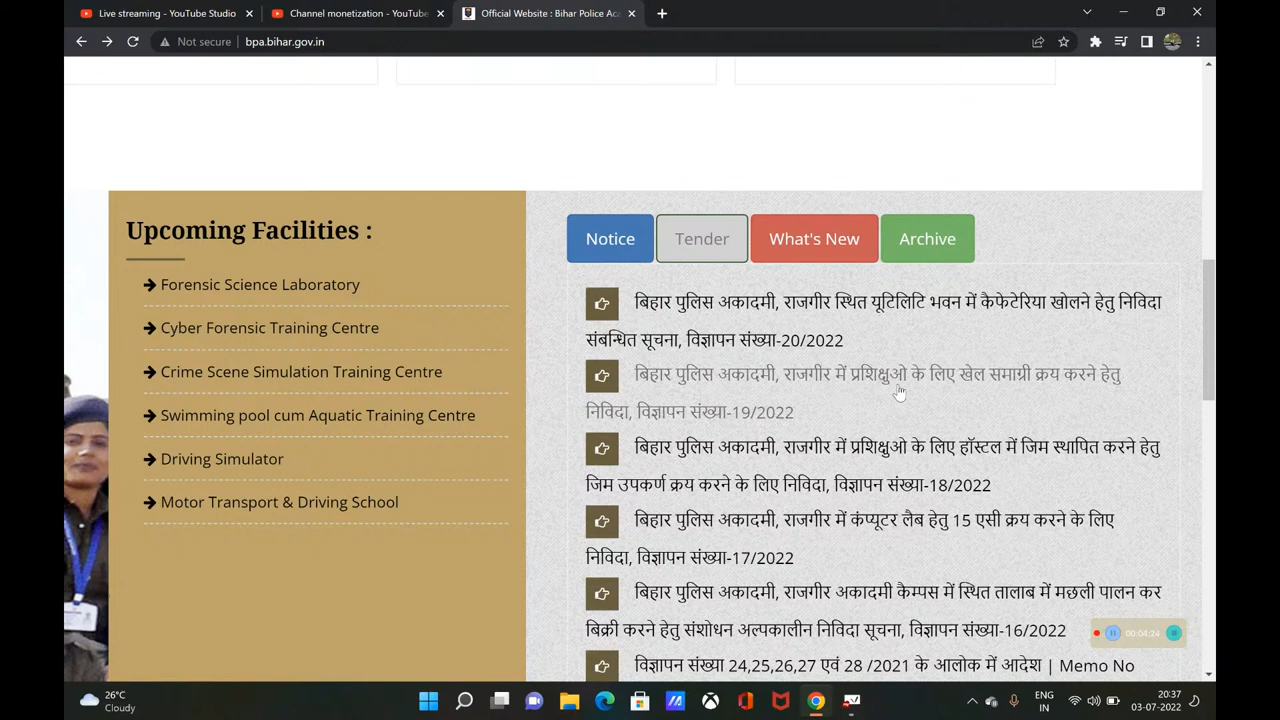 Live streaming - YouTube Studio
Channel monetization - YouTube
Official Website : Bihar Police Aca
Not secure
bpa.bihar.gov.in
Upcoming Facilities :
Forensic Science Laboratory
Cyber Forensic Training Centre
Crime Scene Simulation Training Centre
Swimming pool cum Aquatic Training Centre
Driving Simulator
Motor Transport & Driving School
Notice
Tender
What's New
Archive
बिहार पुलिस अकादमी, राजगीर स्थित यूटिलिटि भवन में कैफेटेरिया खोलने हेतु निविदा
संबन्धित सूचना, विज्ञापन संख्या-20/2022
बिहार पुलिस अकादमी, राजगीर में प्रशिक्षुओ के लिए खेल समाग्री क्रय करने हेतु
निविदा, विज्ञापन संख्या-19/2022
बिहार पुलिस अकादमी, राजगीर में प्रशिक्षुओ के लिए हॉस्टल में जिम स्थापित करने हेतु
जिम उपकर्ण क्रय करने के लिए निविदा, विज्ञापन संख्या-18/2022
बिहार पुलिस अकादमी, राजगीर में कंप्यूटर लैब हेतु 15 एसी क्रय करने के लिए
निविदा, विज्ञापन संख्या-17/2022
बिहार पुलिस अकादमी, राजगीर अकादमी कैम्पस में स्थित तालाब में मछली पालन कर
बिक्री करने हेतु संशोधन अल्पकालीन निविदा सूचना, विज्ञापन संख्या-16/2022
विज्ञापन संख्या 24,25,26,27 एवं 28 /2021 के आलोक में आदेश | Memo No
00:04:24
26°C
Cloudy
ENG
IN
20:37
03-07-2022